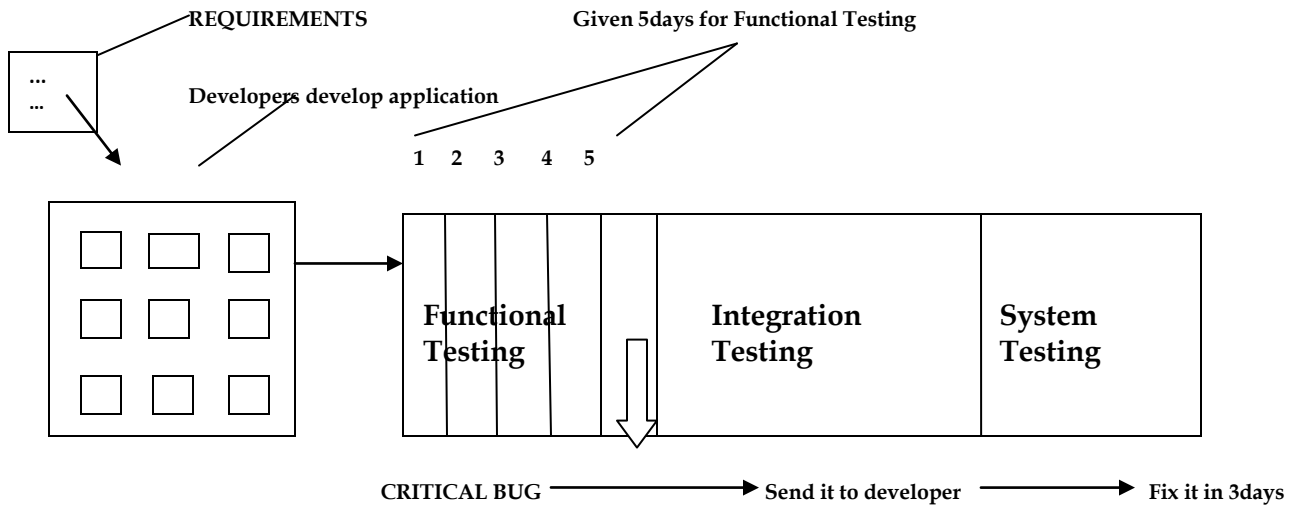 REQUIREMENTS
Given 5days for Functional Testing
...
...
Developers develop application
1 2 3 4 5
Functional
Testing
Integration
Testing
System
Testing
CRITICAL BUG
Send it to developer
Fix it in 3days